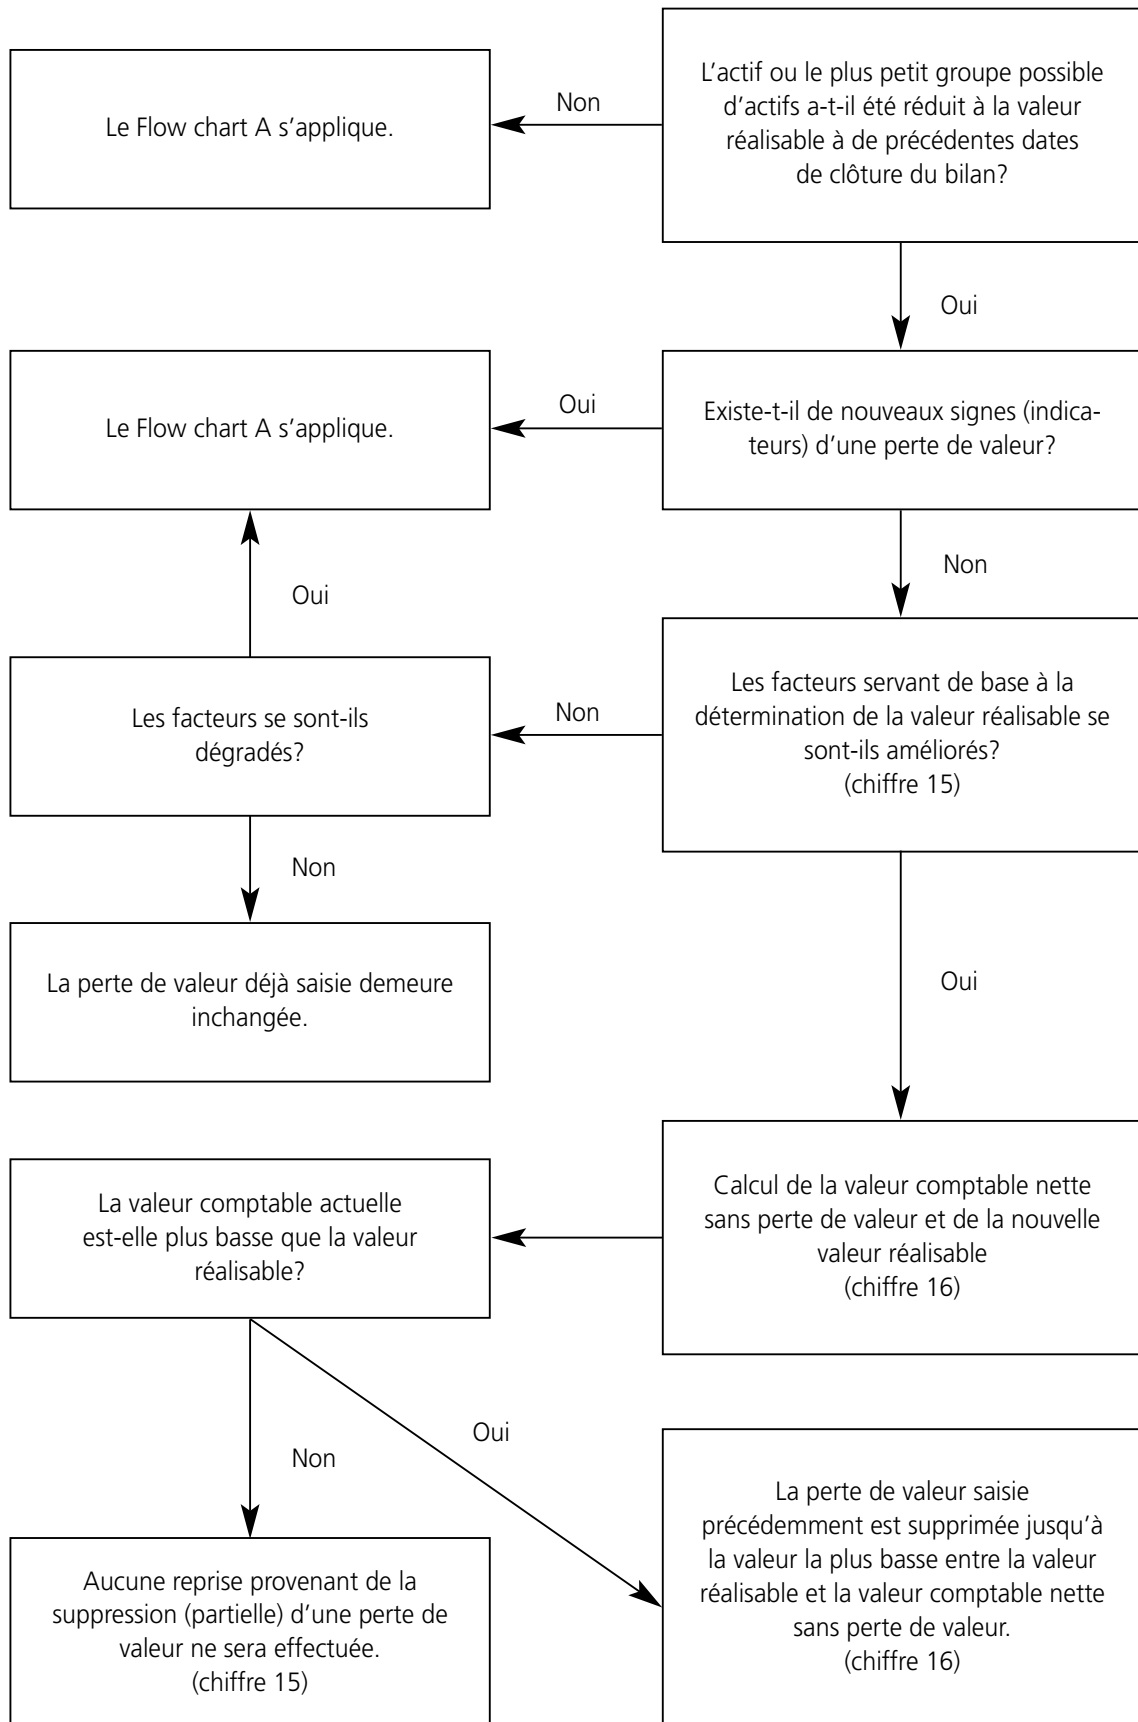 L’actif ou le plus petit groupe possible
d’actifs a-t-il été réduit à la valeur
réalisable à de précédentes dates
de clôture du bilan?
Non
Le Flow chart A s’applique.
Oui
Existe-t-il de nouveaux signes (indica-
teurs) d’une perte de valeur?
Oui
Le Flow chart A s’applique.
Non
Oui
Les facteurs servant de base à la
détermination de la valeur réalisable se
sont-ils améliorés?
(chiffre 15)
Non
Les facteurs se sont-ils
dégradés?
Non
La perte de valeur déjà saisie demeure
inchangée.
Oui
Calcul de la valeur comptable nette
sans perte de valeur et de la nouvelle
valeur réalisable
(chiffre 16)
La valeur comptable actuelle
est-elle plus basse que la valeur
réalisable?
Oui
Non
La perte de valeur saisie
précédemment est supprimée jusqu’à
la valeur la plus basse entre la valeur
réalisable et la valeur comptable nette
sans perte de valeur.
(chiffre 16)
Aucune reprise provenant de la
suppression (partielle) d’une perte de
valeur ne sera effectuée.
(chiffre 15)